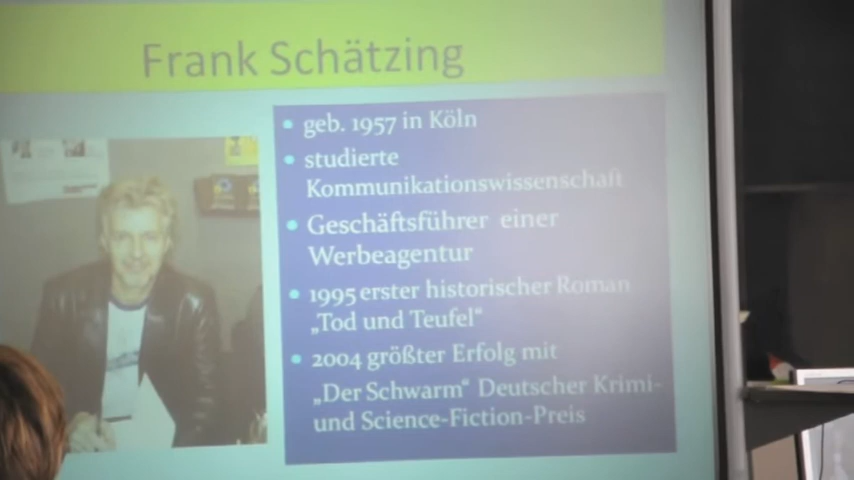 Frank Schätzing
• geb. 1957 in Köln
• studierte
Kommunikationswissenschaft
• Geschäftsführer einer
Werbeagentur
• 1995 erster historischer Roman
„Tod und Teufel“
• 2004 größter Erfolg mit
„Der Schwarm“ Deutscher Krimi-
und Science-Fiction-Preis